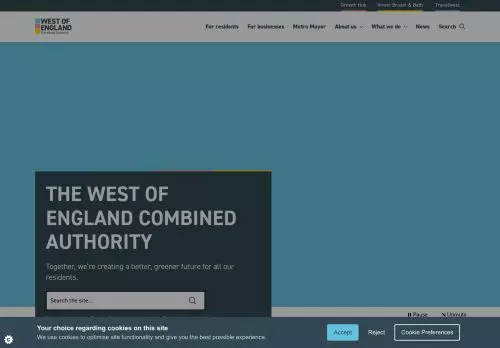 Growth Hub Invest Bristol & Bath Travelwest
WEST OF
ENGLAND
Combined Authority
For residents For businesses Metro Mayor About us What we do News Search
THE WEST OF
ENGLAND COMBINED
AUTHORITY
Together, we're creating a better, greener future for all our
residents.
Search the site...
Pause Unmute
Your choice regarding cookies on this site
We use cookies to optimise site functionality and give you the best possible experience.
Accept Reject Cookie Preferences